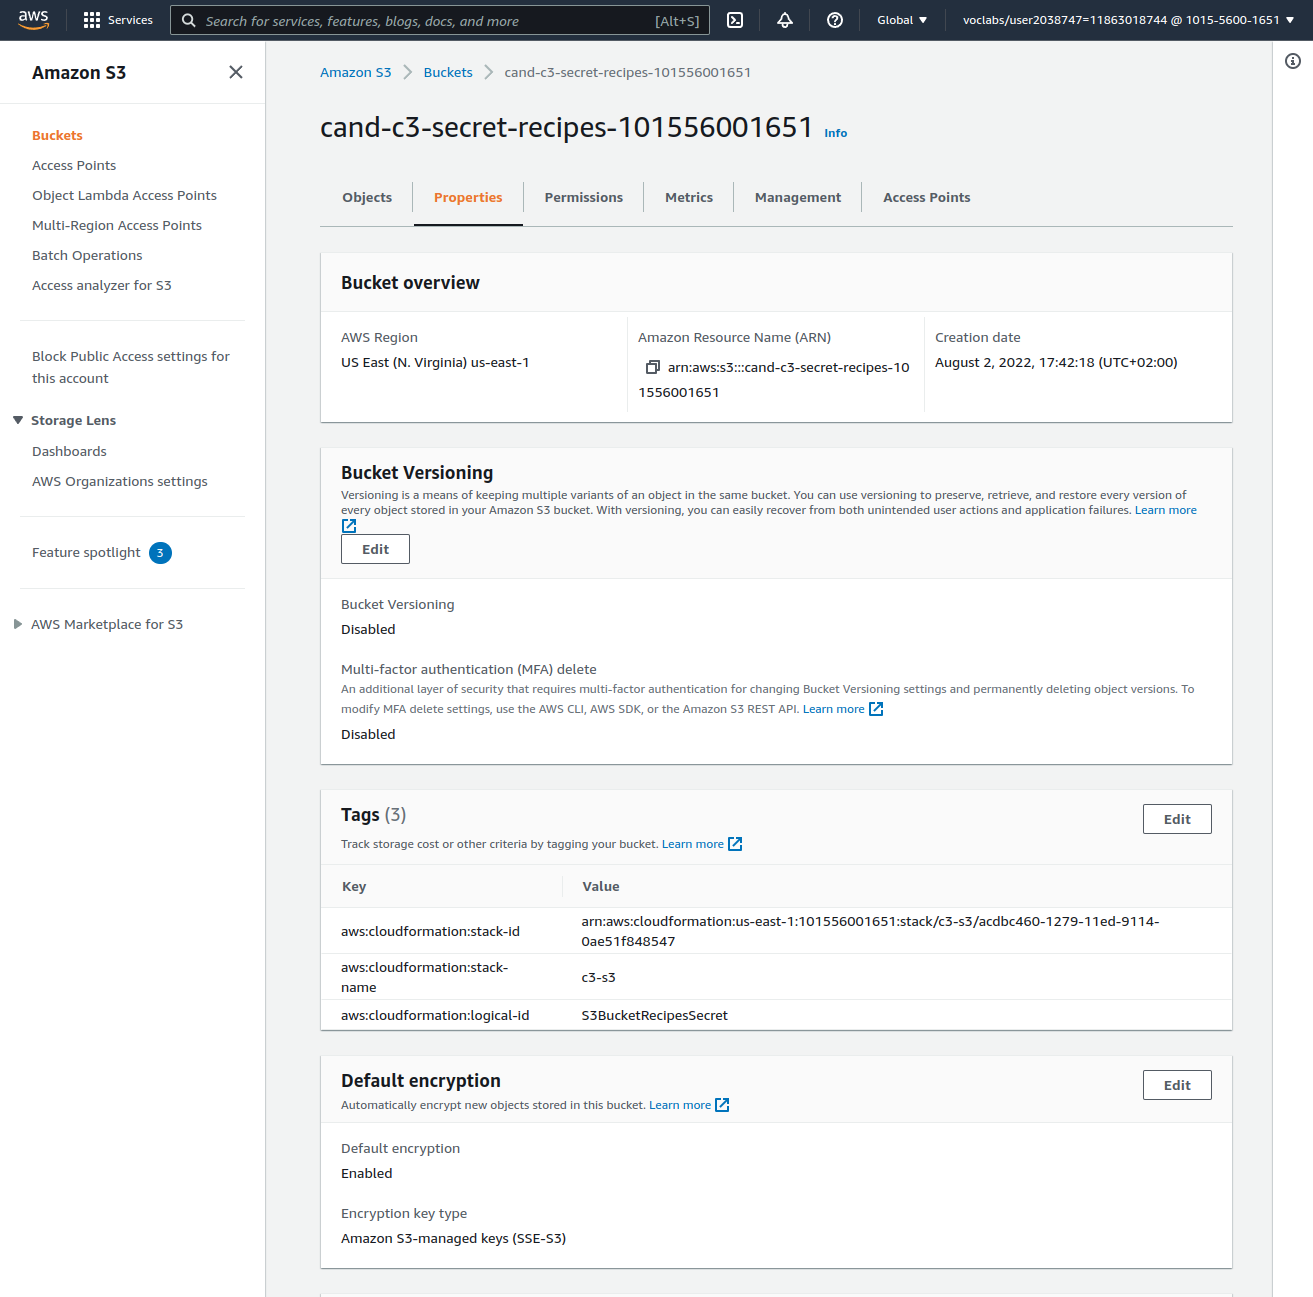 aws
Services
Search for services, features, blogs, docs, and more
[Alt+S]
Global
voclabs/user2038747=11863018744 @ 1015-5600-1651
Amazon S3
Buckets
Access Points
Object Lambda Access Points
Multi-Region Access Points
Batch Operations
Access analyzer for S3
Block Public Access settings for
this account
Storage Lens
Dashboards
AWS Organizations settings
Feature spotlight 3
AWS Marketplace for S3
Amazon S3
Buckets
cand-c3-secret-recipes-101556001651
cand-c3-secret-recipes-101556001651 Info
Objects
Properties
Permissions
Metrics
Management
Access Points
Bucket overview
AWS Region
US East (N. Virginia) us-east-1
Amazon Resource Name (ARN)
arn:aws:s3:::cand-c3-secret-recipes-10
1556001651
Creation date
August 2, 2022, 17:42:18 (UTC+02:00)
Bucket Versioning
Versioning is a means of keeping multiple variants of an object in the same bucket. You can use versioning to preserve, retrieve, and restore every version of
every object stored in your Amazon S3 bucket. With versioning, you can easily recover from both unintended user actions and application failures. Learn more
Edit
Bucket Versioning
Disabled
Multi-factor authentication (MFA) delete
An additional layer of security that requires multi-factor authentication for changing Bucket Versioning settings and permanently deleting object versions. To
modify MFA delete settings, use the AWS CLI, AWS SDK, or the Amazon S3 REST API. Learn more
Disabled
Tags (3)
Edit
Track storage cost or other criteria by tagging your bucket. Learn more
Key
Value
aws:cloudformation:stack-id
arn:aws:cloudformation:us-east-1:101556001651:stack/c3-s3/acdbc460-1279-11ed-9114-
0ae51f848547
aws:cloudformation:stack-
name
c3-s3
aws:cloudformation:logical-id
S3BucketRecipesSecret
Default encryption
Edit
Automatically encrypt new objects stored in this bucket. Learn more
Default encryption
Enabled
Encryption key type
Amazon S3-managed keys (SSE-S3)